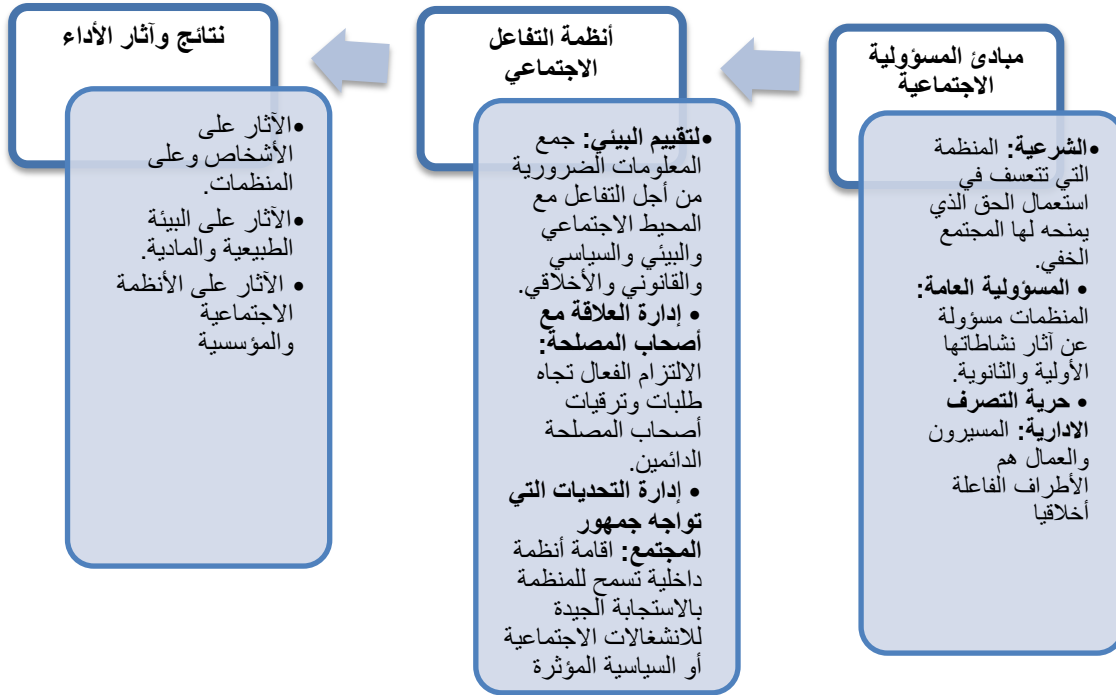 مبادئ المسؤولية
الاجتماعية
•الشرعية: المنظمة
التي تتعسف في
استعمال الحق الذي
يمنحه لها المجتمع
الخفي.
• المسؤولية العامة:
المنظمات مسؤولة
عن آثار نشاطاتها
الأولية والثانوية.
• حرية التصرف
الادارية: المسيرون
والعمال هم
الأطراف الفاعلة
أخلاقيا
أنظمة التفاعل
الاجتماعي
•لتقييم البيئي: جمع
المعلومات الضرورية
من أجل التفاعل مع
المحيط الاجتماعي
والبيئي والسياسي
والقانوني والأخلاقي.
• إدارة العلاقة مع
أصحاب المصلحة:
الالتزام الفعال تجاه
طلبات وترقيات
أصحاب المصلحة
الدائمين.
• إدارة التحديات التي
تواجه جمهور
المجتمع: اقامة أنظمة
داخلية تسمح للمنظمة
بالاستجابة الجيدة
للانشغالات الاجتماعية
أو السياسية المؤثرة
نتائج وآثار الأداء
•الآثار على
الأشخاص وعلى
المنظمات.
•الآثار على البيئة
الطبيعية والمادية.
• الآثار على الأنظمة
الاجتماعية
والمؤسسية